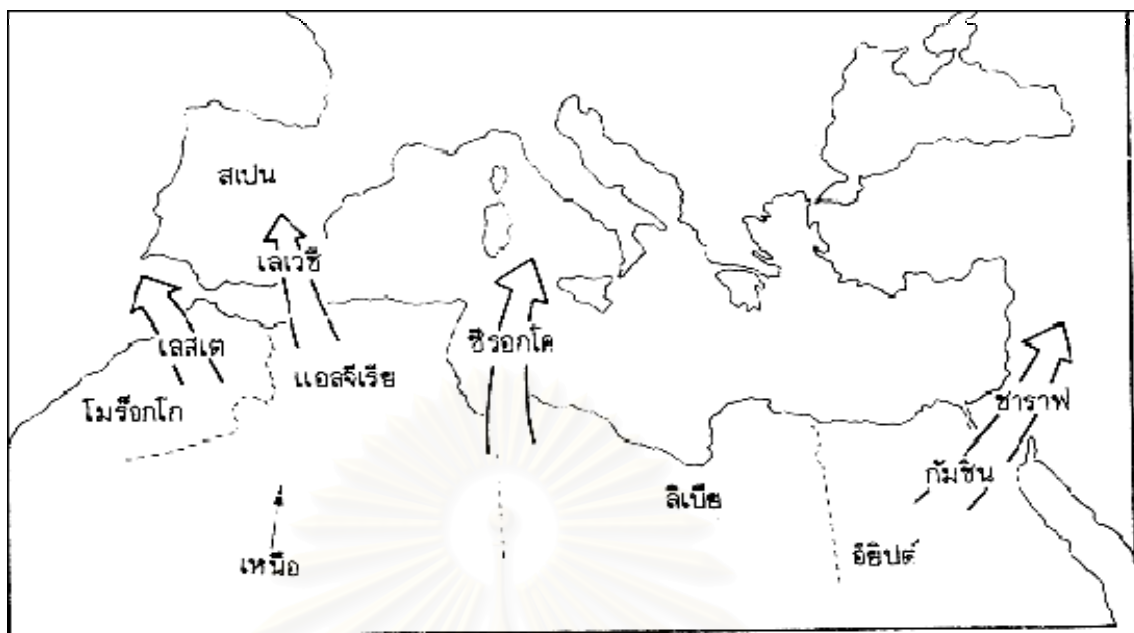 สเปน
เลเวซี
เลสเต
ซีรอกโค
แอลจีเรีย
โมร็อกโก
ชาราฟ
กัมซิน
ลิเบีย
เหนือ
อียิปต์